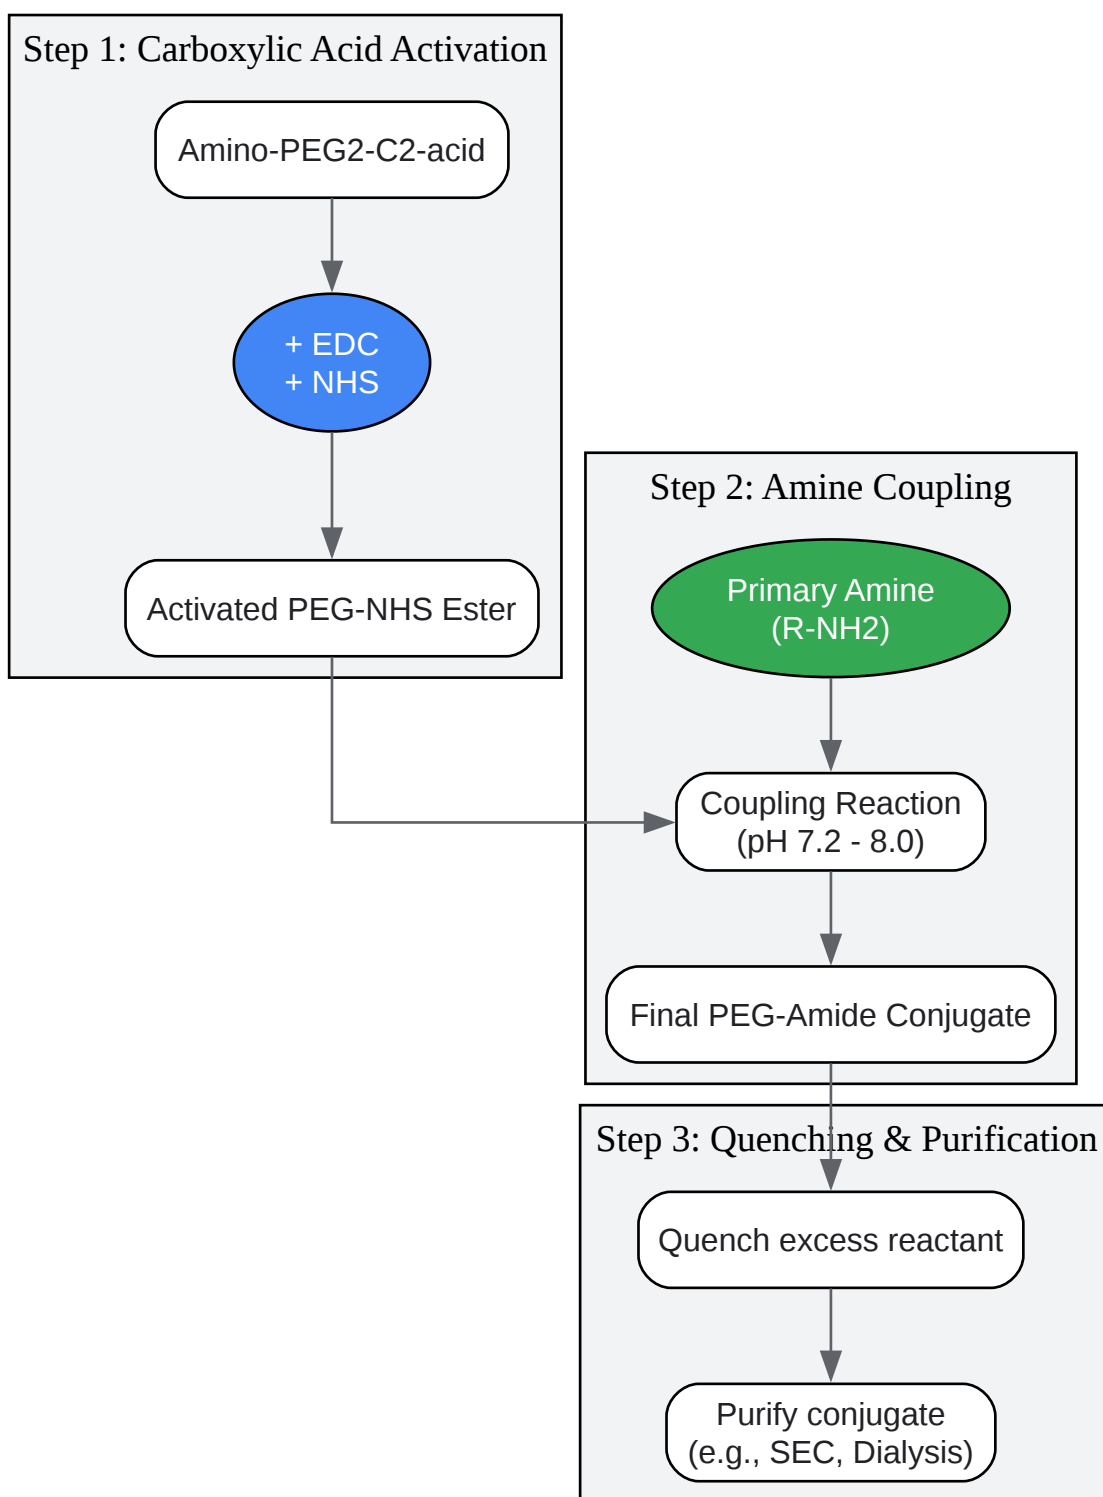 Step 1: Carboxylic Acid Activation
Amino-PEG2-C2-acid
+ EDC
+ NHS
Activated PEG-NHS Ester
Step 2: Amine Coupling
Primary Amine
(R-NH2)
Coupling Reaction
(pH 7.2 - 8.0)
Final PEG-Amide Conjugate
Step 3: Quenching & Purification
Quench excess reactant
Purify conjugate
(e.g., SEC, Dialysis)